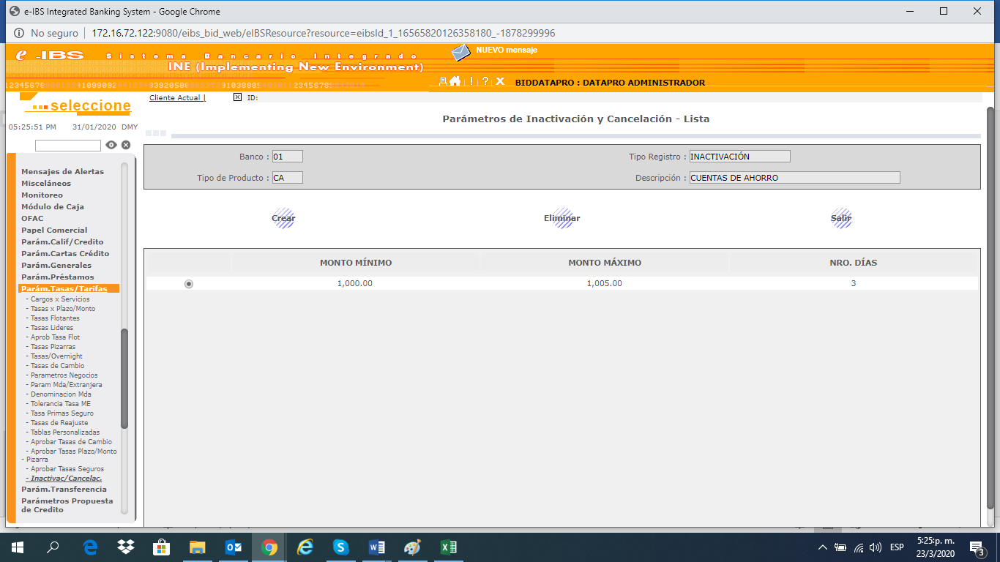 e-IBS Integrated Banking System - Google Chrome
No seguro | 172.16.72.122:9080/eibs_bid_web/eIBSResource?resource=eibsId_1_16565820126358180_-1878299996
e-IBS Sistema Bancario Integrado
INE (Implementing New Environment)
NUEVO mensaje
BIDDATAPRO : DATAPRO ADMINISTRADOR
seleccione
05:25:51 PM 31/01/2020 DMY
Cliente Actual | ID:
Parámetros de Inactivación y Cancelación - Lista
Banco : 01 Tipo Registro : INACTIVACIÓN
Tipo de Producto : CA Descripción : CUENTAS DE AHORRO
Crear Eliminar Salir
MONTO MÍNIMO MONTO MÁXIMO NRO. DÍAS
1,000.00 1,005.00 3
Mensajes de Alertas
Misceláneos
Monitoreo
Módulo de Caja
OFAC
Papel Comercial
Parám.Calif/Credito
Parám.Cartas Crédito
Parám.Generales
Parám.Préstamos
Parám.Tasas/Tarifas
- Cargos x Servicios
- Tasas x Plazo/Monto
- Tasas Flotantes
- Tasas Lideres
- Aprob Tasa Flot
- Tasas Pizarras
- Tasas/Overnight
- Tasas de Cambio
- Parametros Negocios
- Param Mda/Extranjera
- Denominacion Mda
- Tolerancia Tasa ME
- Tasa Primas Seguro
- Tasas de Reajuste
- Tablas Personalizadas
- Aprobar Tasas de Cambio
- Aprobar Tasas Plazo/Monto
- Pizarra
- Aprobar Tasas Seguros
- Inactivac/Cancelac.
Parám.Transferencia
Parámetros Propuesta
de Credito
ESP
5:25:p. m.
23/3/2020
3